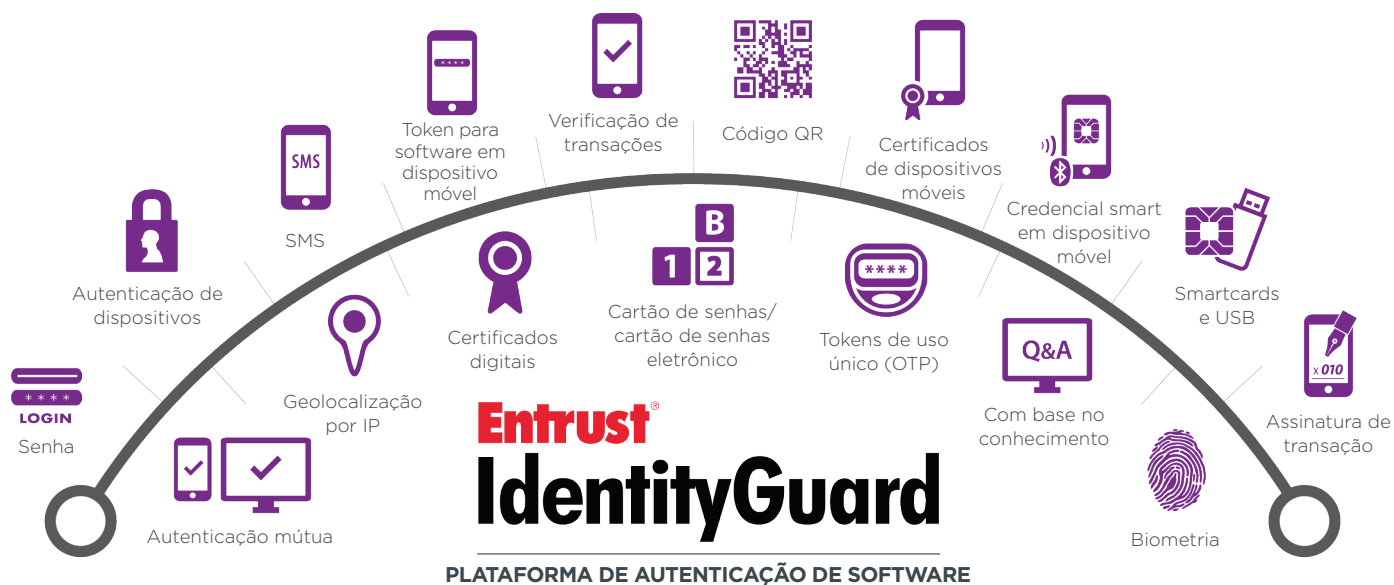 ****
LOGIN
Senha
Autenticação de
dispositivos
SMS
SMS
****
Token para
software em
dispositivo
móvel
Verificação de
transações
Código QR
Certificados
de dispositivos
móveis
Credencial smart
em dispositivo
móvel
Smartcards
e USB
x 010
Assinatura de
transação
Autenticação mútua
Geolocalização
por IP
Certificados
digitais
B
1 2
Cartão de senhas/
cartão de senhas
eletrônico
****
Tokens de uso
único (OTP)
Q&A
Com base no
conhecimento
Biometria
Entrust®
IdentityGuard
PLATAFORMA DE AUTENTICAÇÃO DE SOFTWARE